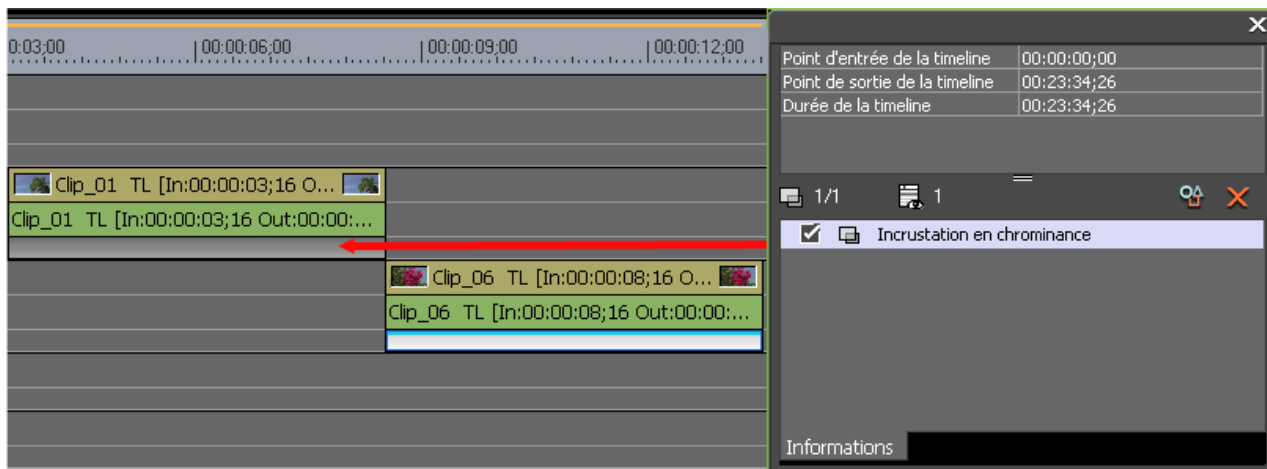 0:03;00 00:00:06;00 00:00:09;00 00:00:12;00
Clip_01 TL [In:00:00:03;16 O...
Clip_01 TL [In:00:00:03;16 Out:00:00:...
Clip_06 TL [In:00:00:08;16 O...
Clip_06 TL [In:00:00:08;16 Out:00:00:...
Point d'entrée de la timeline 00:00:00;00
Point de sortie de la timeline 00:23:34;26
Durée de la timeline 00:23:34;26
1/1 1
Incrustation en chrominance
Informations